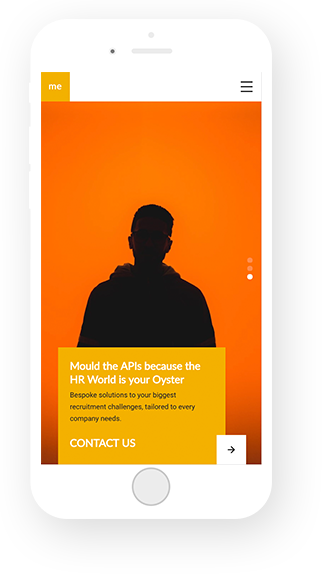 me
Mould the APIs because the
HR World is your Oyster
Bespoke solutions to your biggest
recruitment challenges, tailored to every
company needs.
CONTACT US